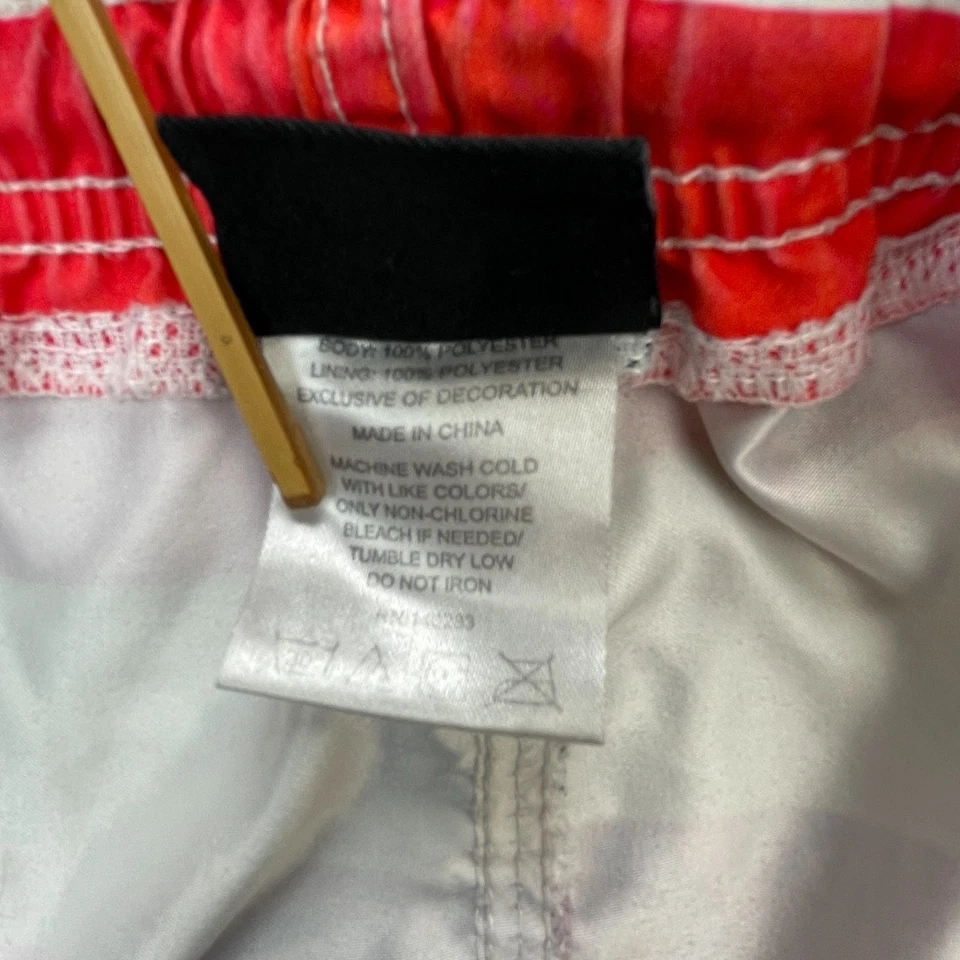 BODY: 100% POLYESTER
LINING: 100% POLYESTER
EXCLUSIVE OF DECORATION
MADE IN CHINA
MACHINE WASH COLD
WITH LIKE COLORS/
ONLY NON-CHLORINE
BLEACH IF NEEDED/
TUMBLE DRY LOW
DO NOT IRON